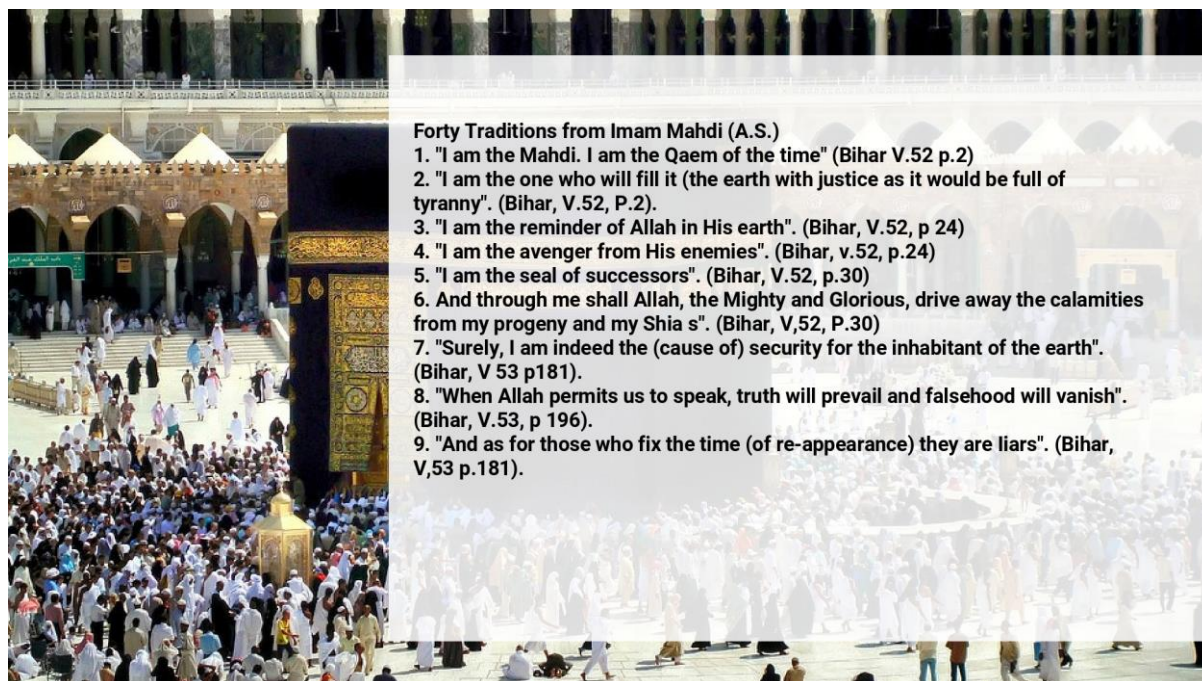 Forty Traditions from Imam Mahdi (A.S.)
1. "I am the Mahdi. I am the Qaem of the time" (Bihar V.52 p.2)
2. "I am the one who will fill it (the earth with justice as it would be full of
tyranny". (Bihar, V.52, P.2).
3. "I am the reminder of Allah in His earth". (Bihar, V.52, p 24)
4. "I am the avenger from His enemies". (Bihar, v.52, p.24)
5. "I am the seal of successors". (Bihar, V.52, p.30)
6. And through me shall Allah, the Mighty and Glorious, drive away the calamities
from my progeny and my Shia s". (Bihar, V,52, P.30)
7. "Surely, I am indeed the (cause of) security for the inhabitant of the earth".
(Bihar, V 53 p181).
8. "When Allah permits us to speak, truth will prevail and falsehood will vanish".
(Bihar, V.53, p 196).
9. "And as for those who fix the time (of re-appearance) they are liars". (Bihar,
V,53 p.181).